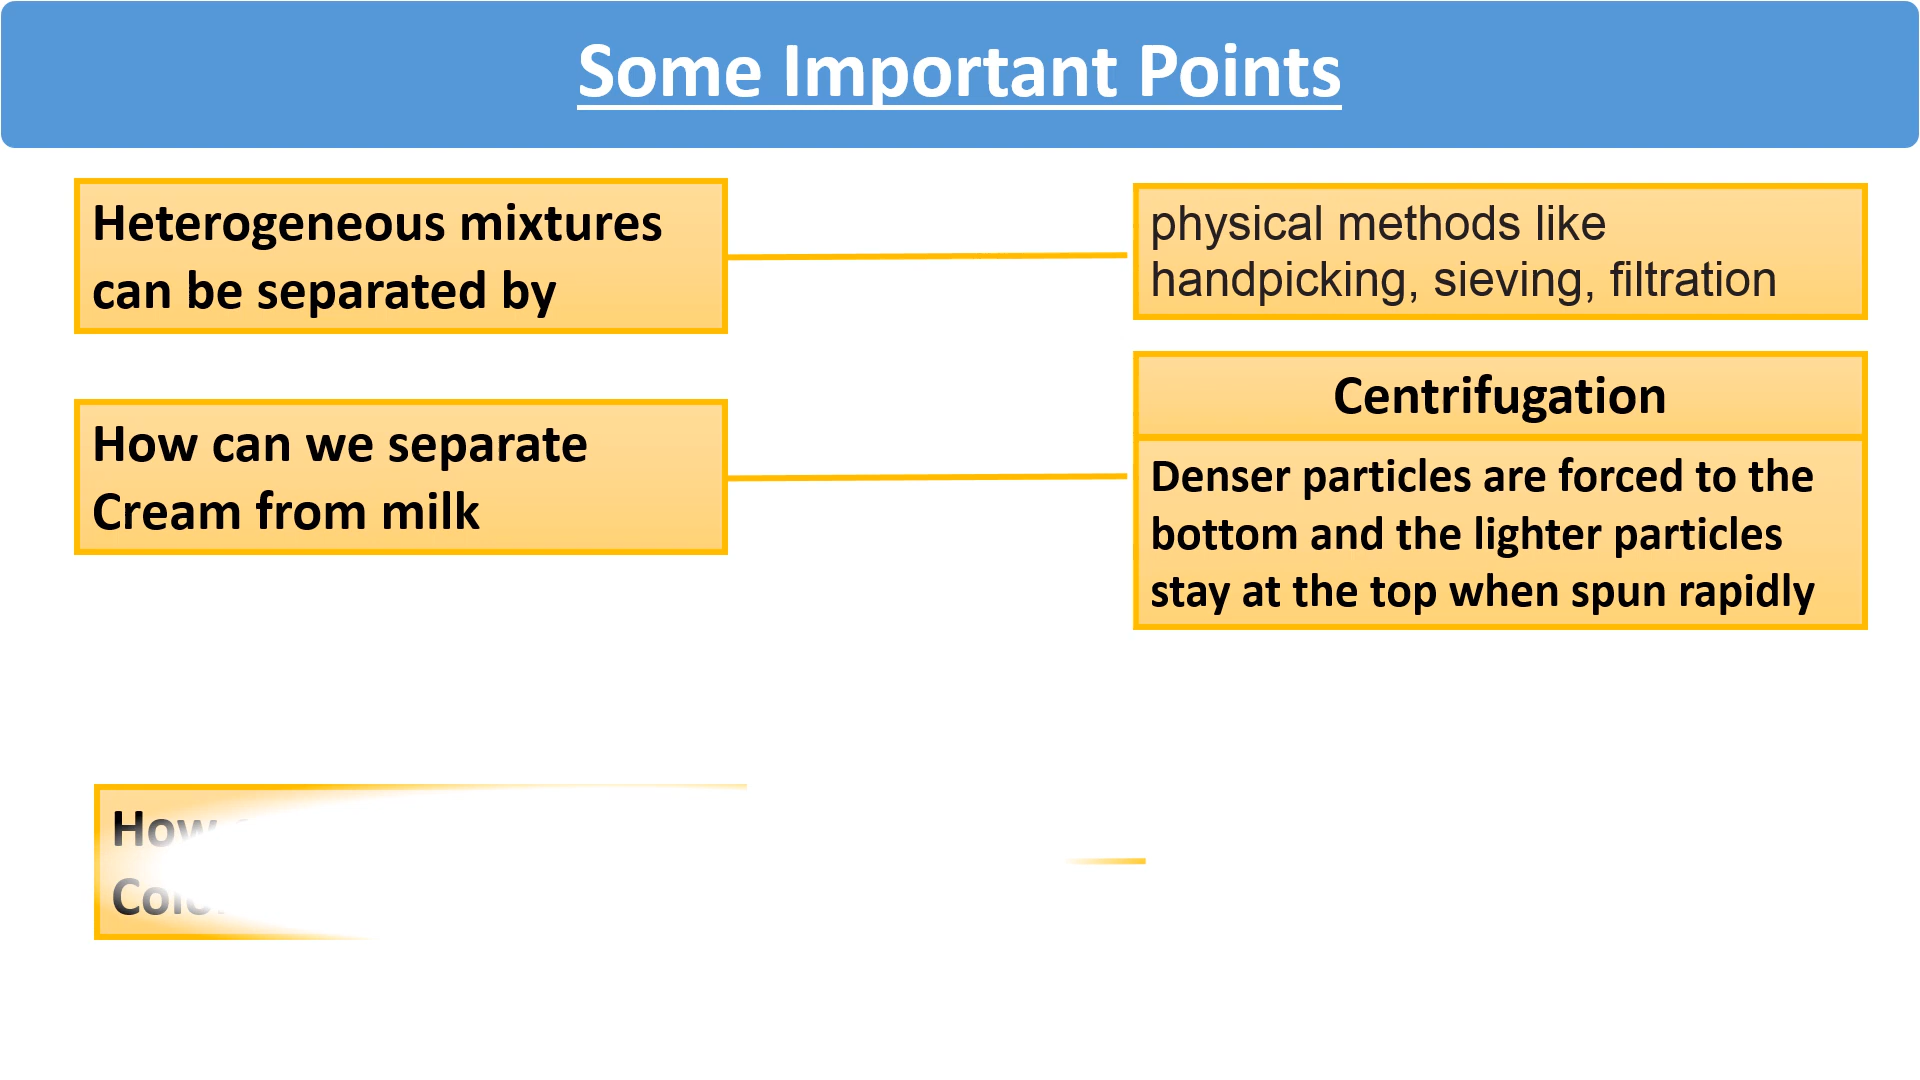 Some Important Points
Heterogeneous mixtures
can be separated by
physical methods like
handpicking, sieving, filtration
How can we separate
Cream from milk
Centrifugation
Denser particles are forced to the
bottom and the lighter particles
stay at the top when spun rapidly
How